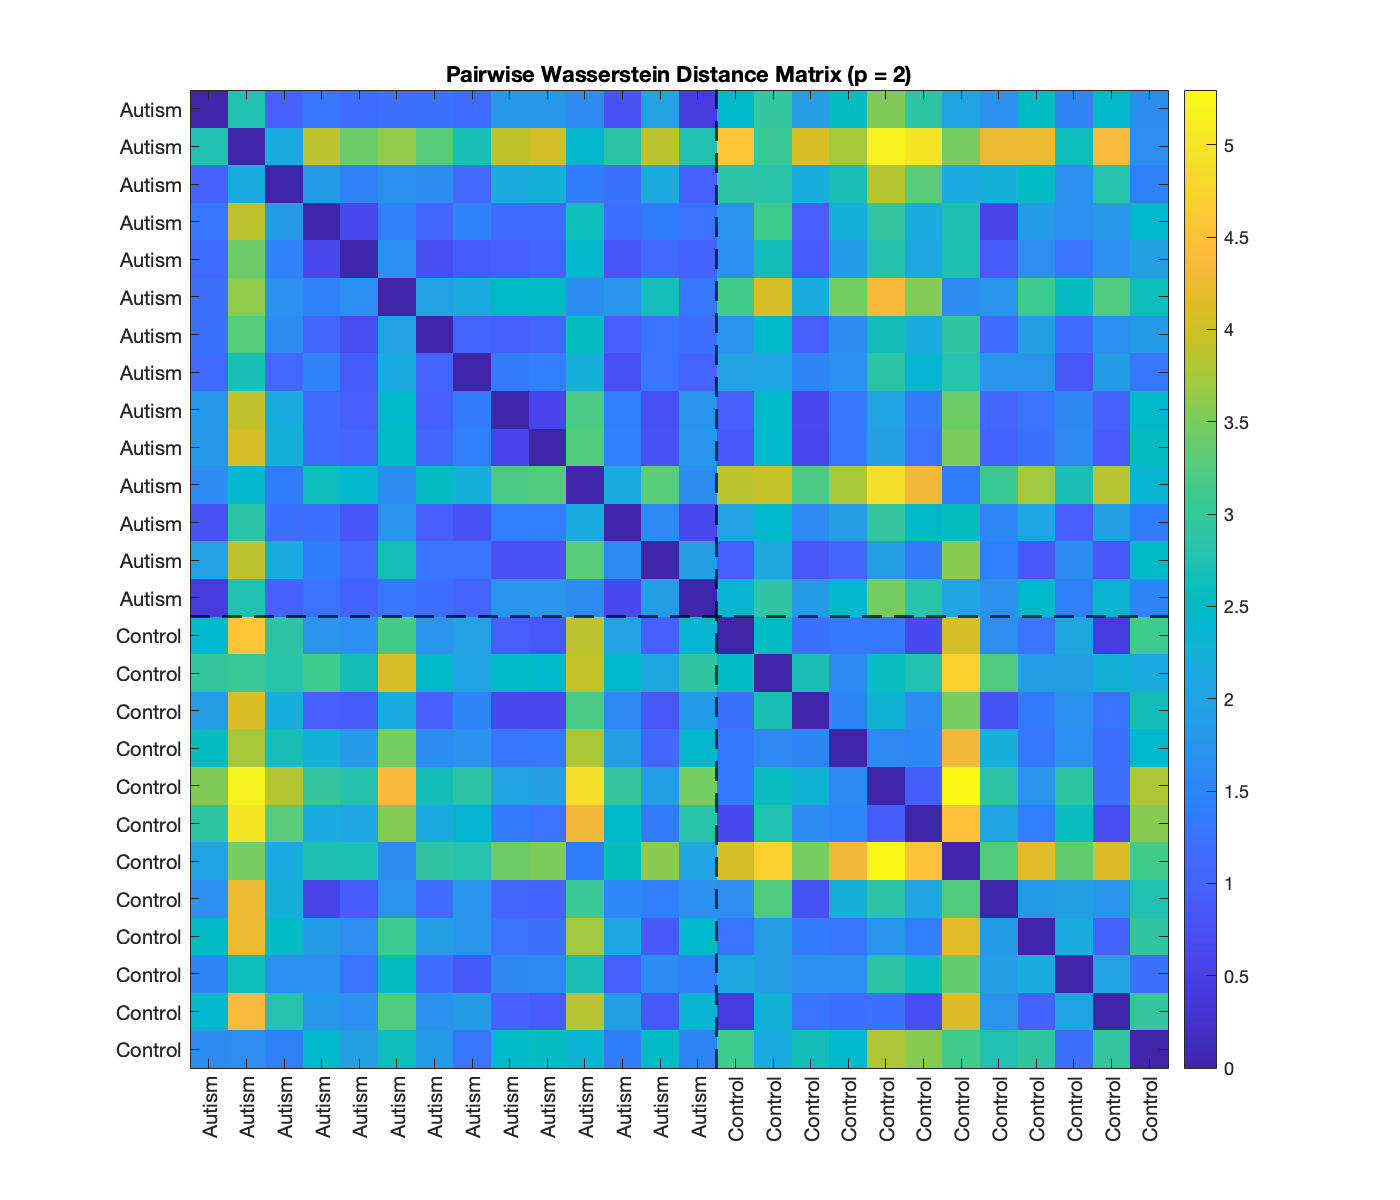 Pairwise Wasserstein Distance Matrix (p = 2)
Autism
Autism
Autism
Autism
Autism
Autism
Autism
Autism
Autism
Autism
Autism
Autism
Autism
Autism
Control
Control
Control
Control
Control
Control
Control
Control
Control
Control
Control
Control
5
4.5
4
3.5
3
2.5
2
1.5
1
0.5
0
Autism Autism Autism Autism Autism Autism Autism Autism Autism Autism Autism Autism Autism Autism Control Control Control Control Control Control Control Control Control Control Control Control